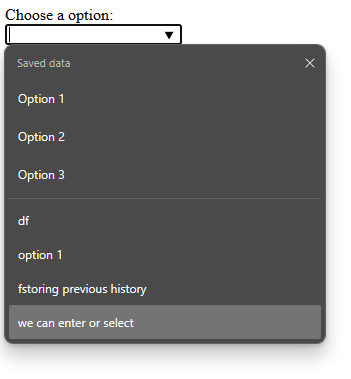 Choose a option:
Saved data
Option 1
Option 2
Option 3
df
option 1
fstoring previous history
we can enter or select